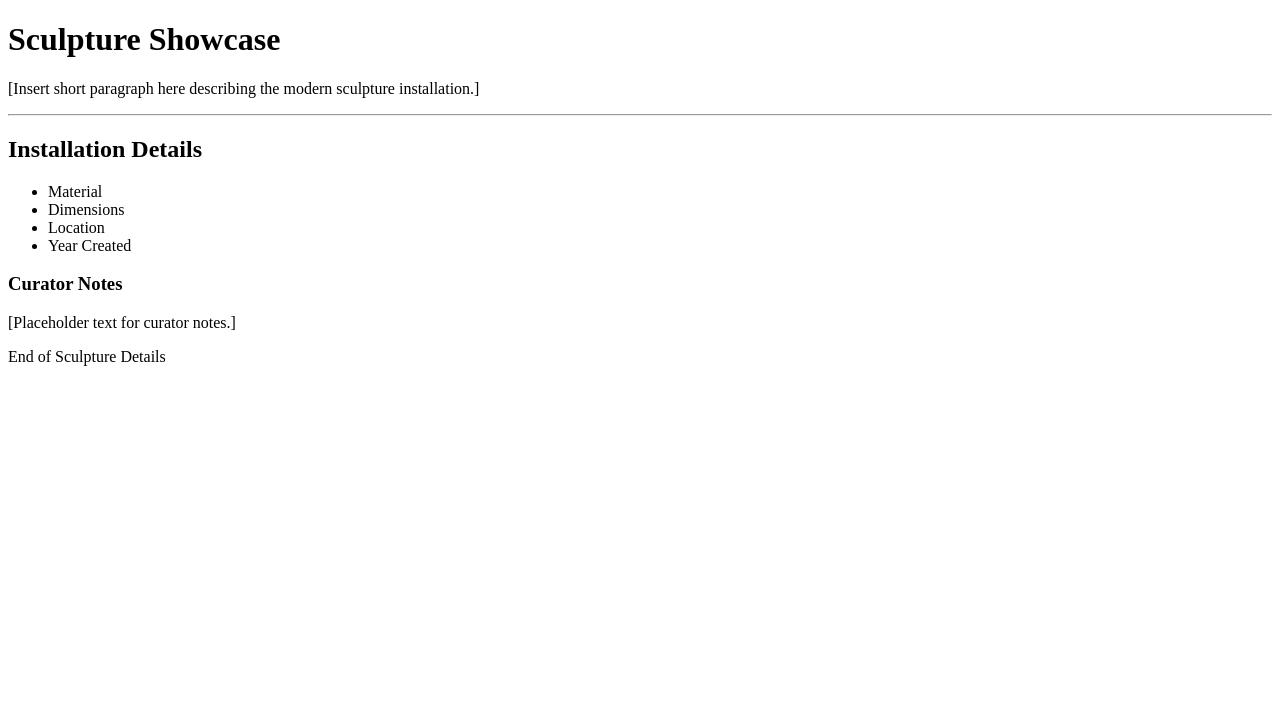 Sculpture Showcase
[Insert short paragraph here describing the modern sculpture installation.]
Installation Details
Material
Dimensions
Location
Year Created
Curator Notes
[Placeholder text for curator notes.]
End of Sculpture Details